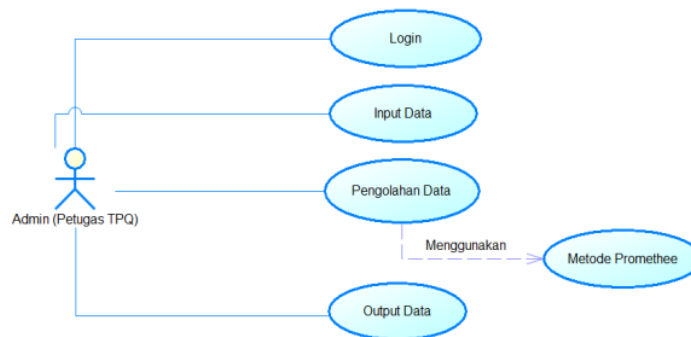 Login
Input Data
Pengolahan Data
Admin (Petugas TPQ)
Menggunakan
Metode Promethee
Output Data